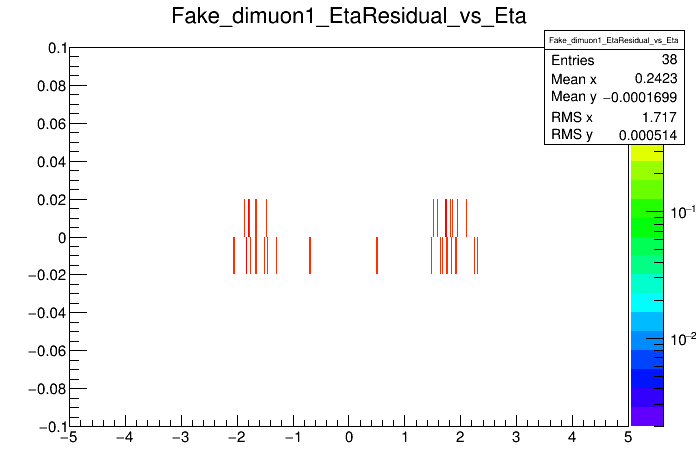 Fake_dimuon1_EtaResidual_vs_Eta
Fake_dimuon1_EtaResidual_vs_Eta
Entries 38
Mean x 0.2423
Mean y −0.0001699
RMS x 1.717
RMS y 0.000514
0.1
0.08
0.06
0.04
0.02
0
−0.02
−0.04
−0.06
−0.08
−0.1
−5 −4 −3 −2 −1 0 1 2 3 4 5
10−1
10−2